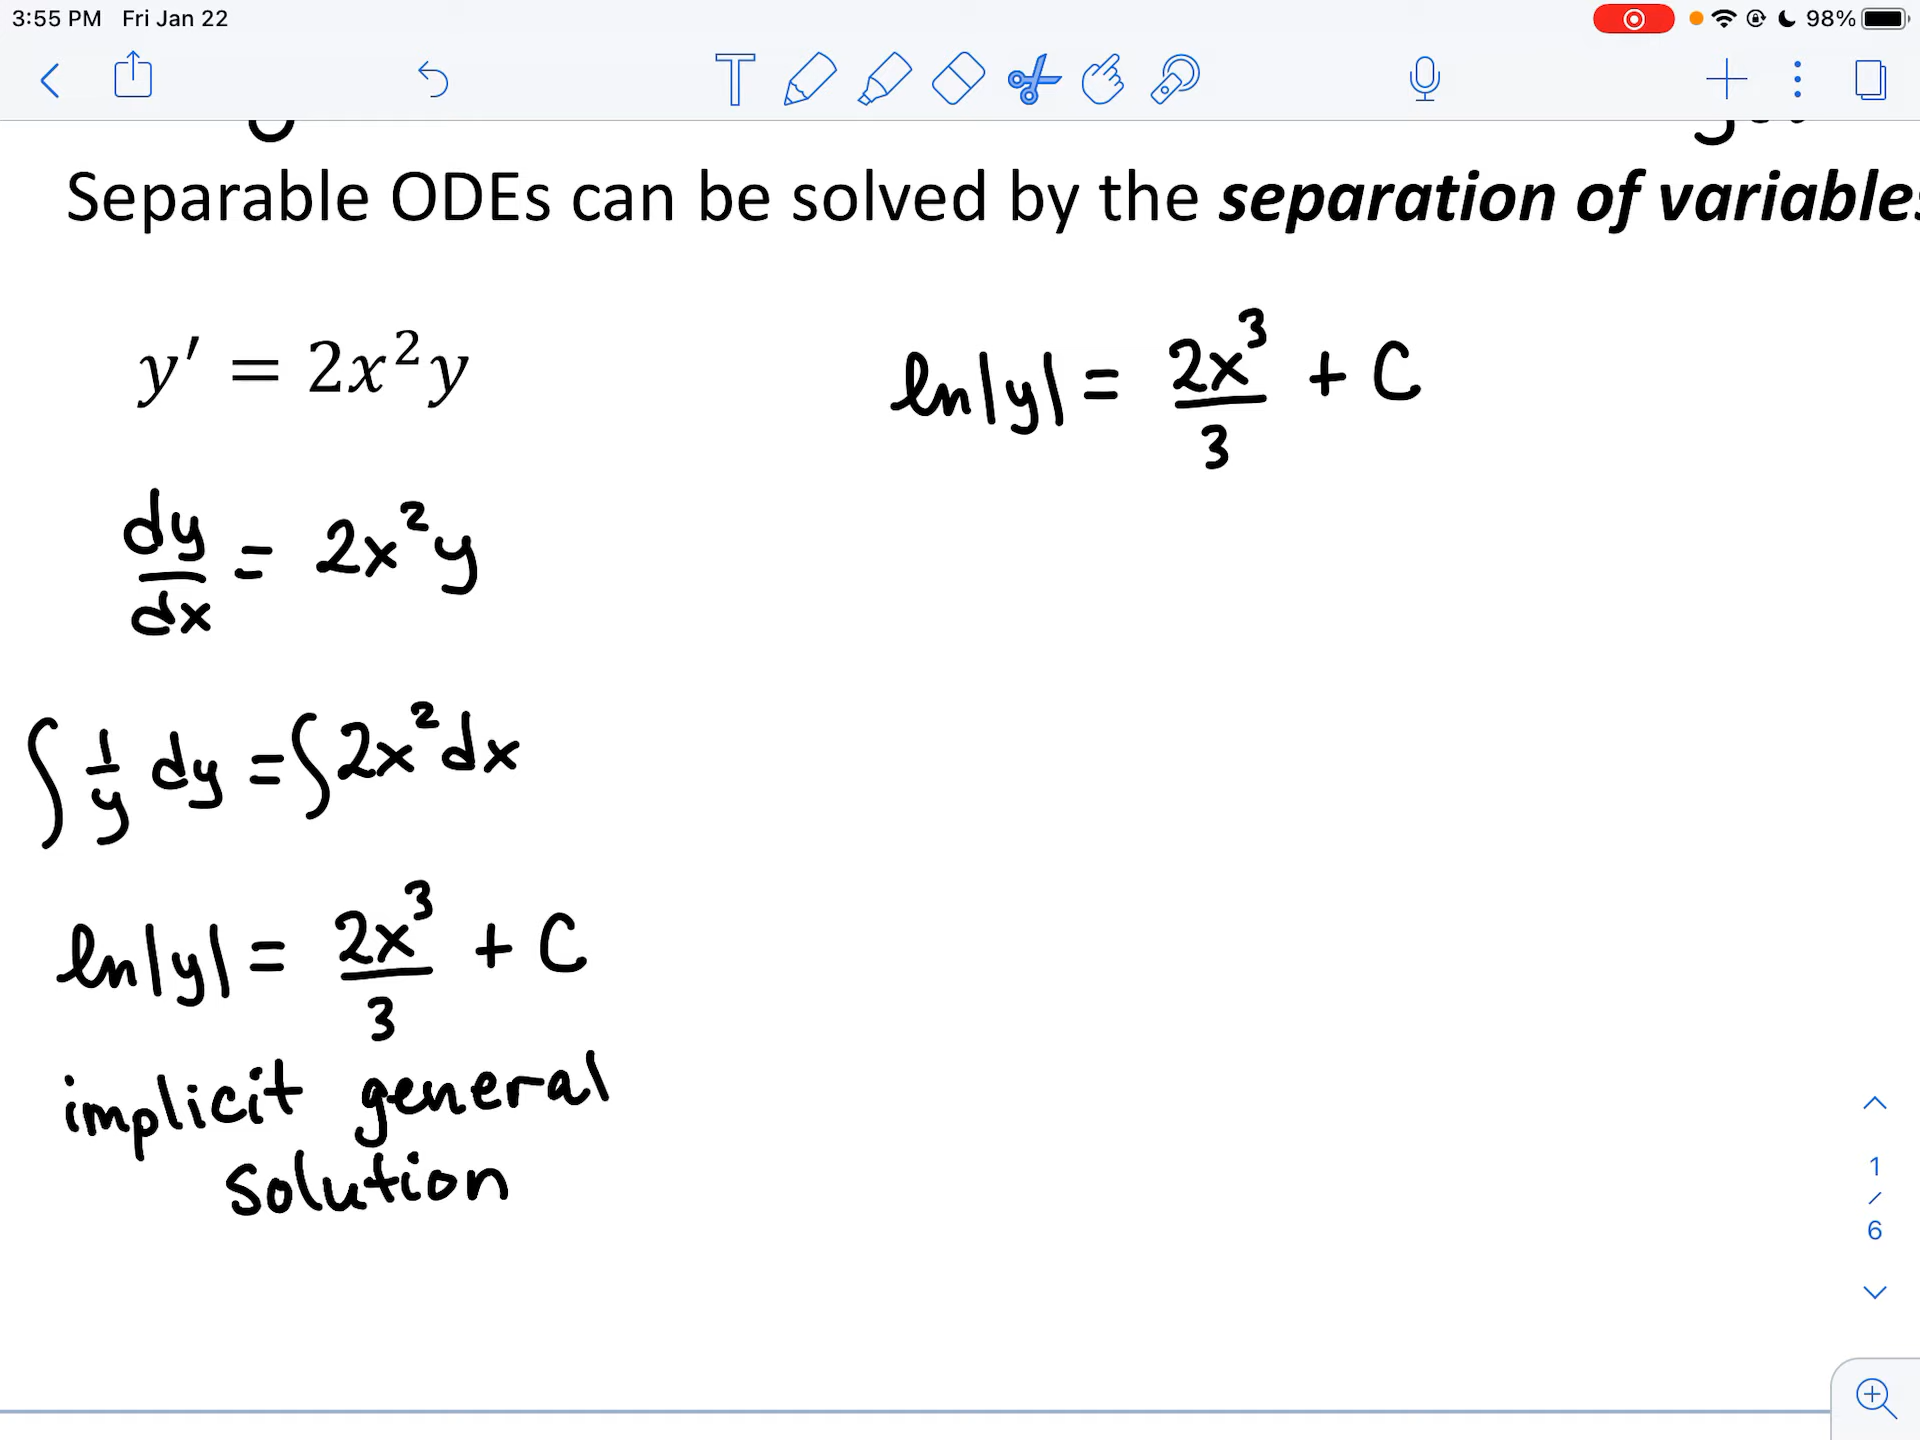 3:55 PM Fri Jan 22
98%
T
Separable ODEs can be solved by the separation of variables
y′ = 2x²y
dy/dx = 2x²y
∫ 1/y dy = ∫ 2x² dx
ln|y| = 2x³/3 + C
implicit general
solution
ln|y| = 2x³/3 + C
1
/
6